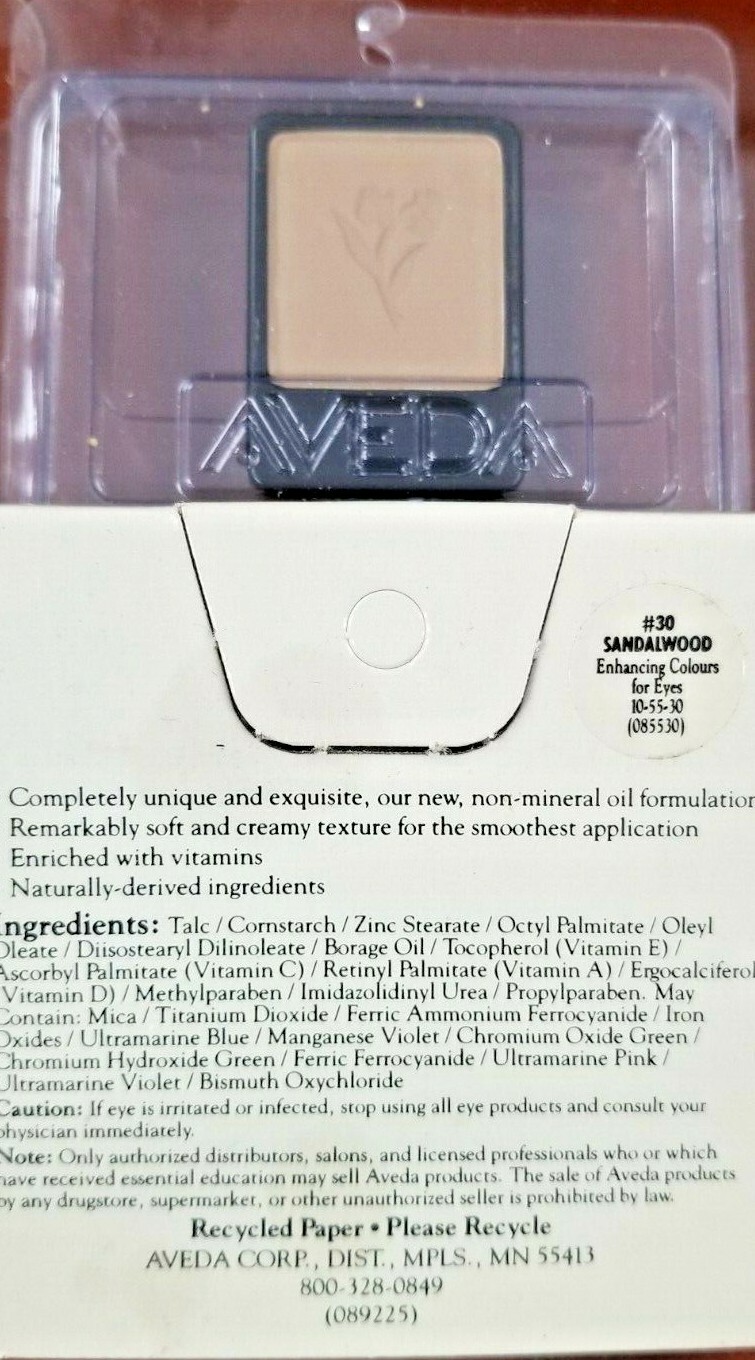 AVEDA
#30
SANDALWOOD
Enhancing Colours
for Eyes
10-55-30
(085530)
Completely unique and exquisite, our new, non-mineral oil formulation
Remarkably soft and creamy texture for the smoothest application
Enriched with vitamins
Naturally-derived ingredients
Ingredients: Talc / Cornstarch / Zinc Stearate / Octyl Palmitate / Oleyl
Oleate / Diisostearyl Dilinoleate / Borage Oil / Tocopherol (Vitamin E) /
Ascorbyl Palmitate (Vitamin C) / Retinyl Palmitate (Vitamin A) / Ergocalciferol
(Vitamin D) / Methylparaben / Imidazolidinyl Urea / Propylparaben. May
Contain: Mica / Titanium Dioxide / Ferric Ammonium Ferrocyanide / Iron
Oxides / Ultramarine Blue / Manganese Violet / Chromium Oxide Green /
Chromium Hydroxide Green / Ferric Ferrocyanide / Ultramarine Pink /
Ultramarine Violet / Bismuth Oxychloride
Caution: If eye is irritated or infected, stop using all eye products and consult your
physician immediately.
Note: Only authorized distributors, salons, and licensed professionals who or which
have received essential education may sell Aveda products. The sale of Aveda products
by any drugstore, supermarket, or other unauthorized seller is prohibited by law.
Recycled Paper • Please Recycle
AVEDA CORP., DIST., MPLS., MN 55413
800-328-0849
(089225)